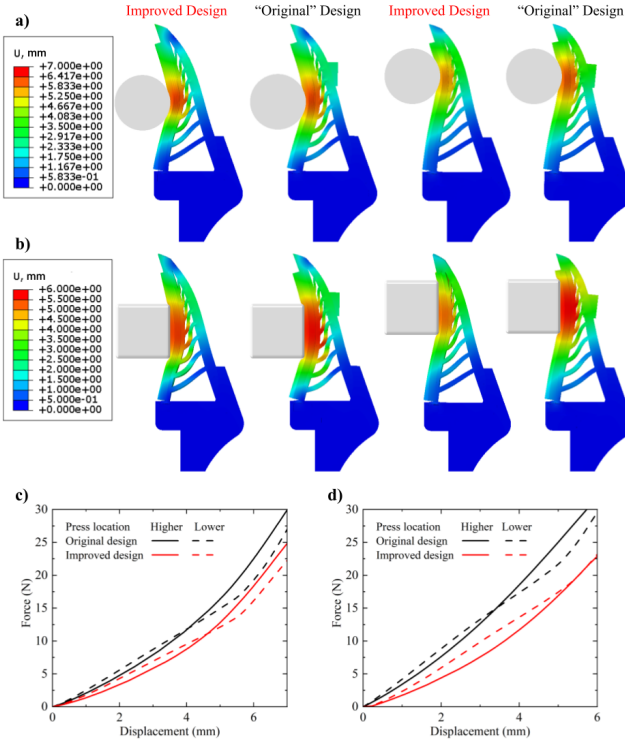 Improved Design “Original” Design Improved Design “Original” Design
a)
U, mm
+7.000e+00
+6.417e+00
+5.833e+00
+5.250e+00
+4.667e+00
+4.083e+00
+3.500e+00
+2.917e+00
+2.333e+00
+1.750e+00
+1.167e+00
+5.833e-01
+0.000e+00
b)
U, mm
+6.000e+00
+5.500e+00
+5.000e+00
+4.500e+00
+4.000e+00
+3.500e+00
+3.000e+00
+2.500e+00
+2.000e+00
+1.500e+00
+1.000e+00
+5.000e-01
+0.000e+00
c)
Press location Higher Lower
Original design
Improved design
Force (N)
30
25
20
15
10
5
0
0 2 4 6
Displacement (mm)
d)
Press location Higher Lower
Original design
Improved design
Force (N)
30
25
20
15
10
5
0
0 2 4 6
Displacement (mm)